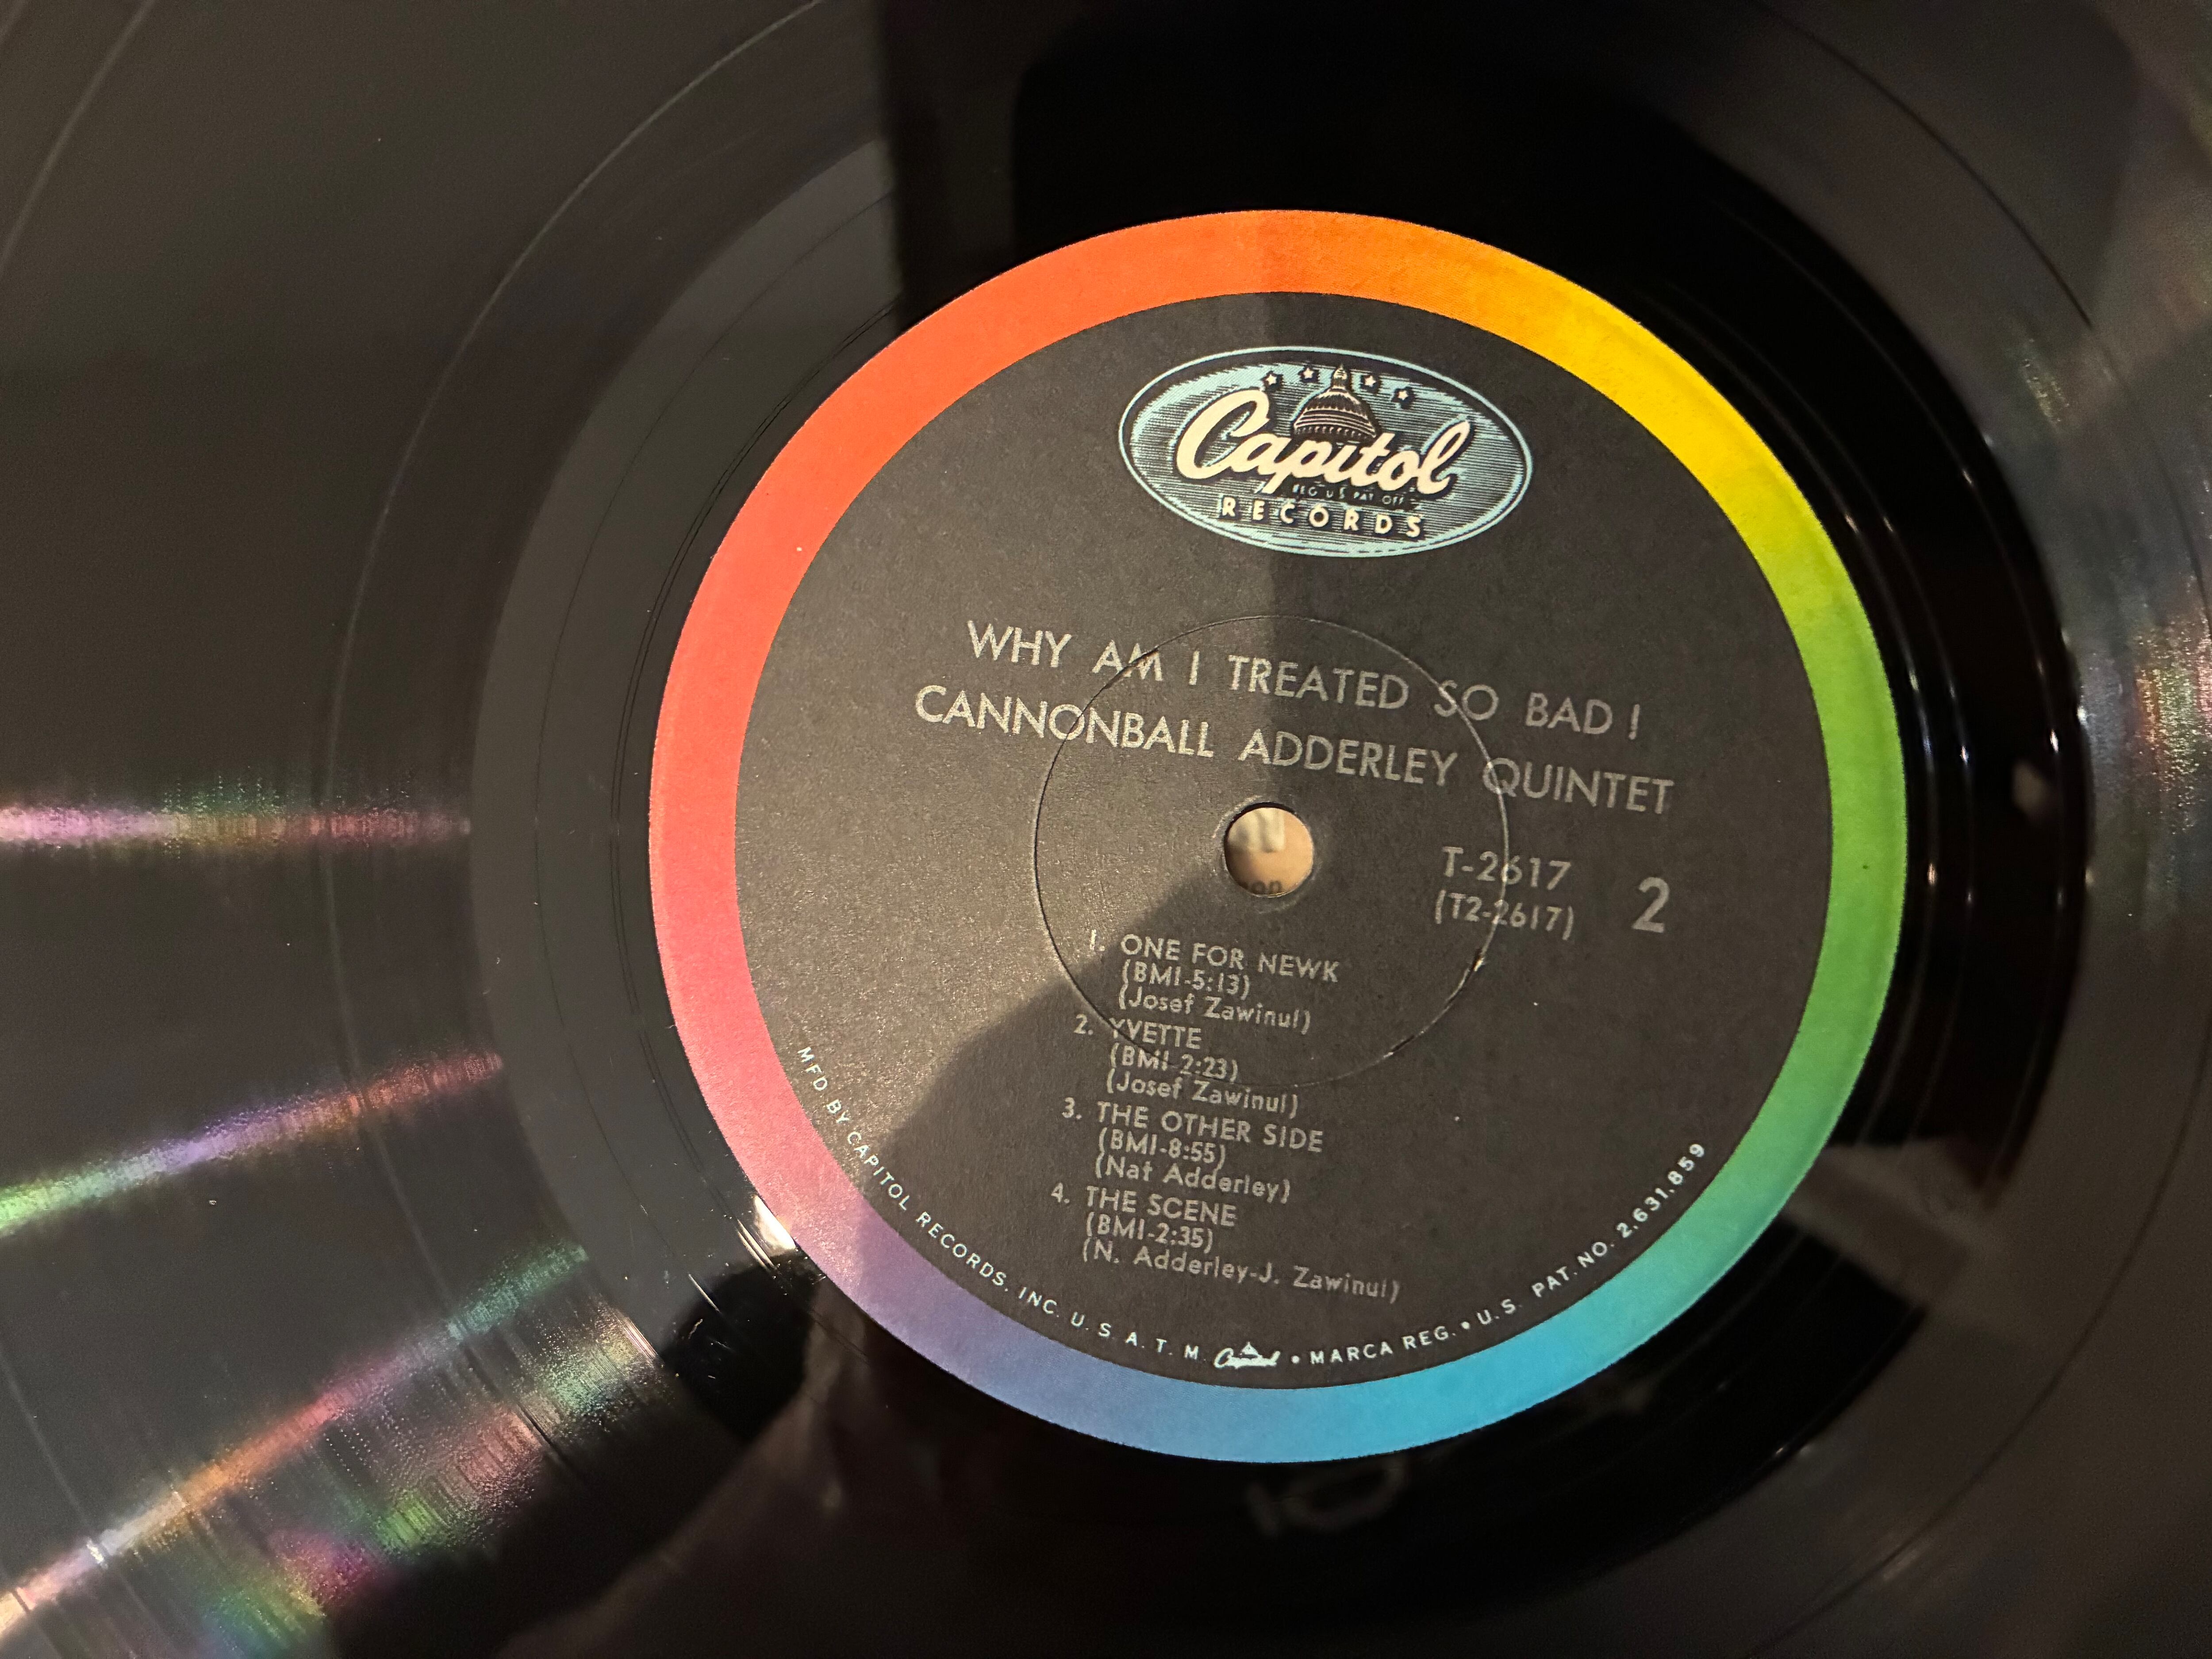 Capitol
REG. U.S. PAT. OFF.
RECORDS
WHY AM I TREATED SO BAD!
CANNONBALL ADDERLEY QUINTET
T-2617
(T2-2617)
2
1. ONE FOR NEWK
(BMI-5:13)
(Josef Zawinul)
2. YVETTE
(BMI-2:23)
(Josef Zawinul)
3. THE OTHER SIDE
(BMI-8:55)
(Nat Adderley)
4. THE SCENE
(BMI-2:35)
(N. Adderley-J. Zawinul)
MFD. BY CAPITOL RECORDS, INC. U.S.A. T.M. Capitol • MARCA REG. • U.S. PAT. NO. 2,631,859